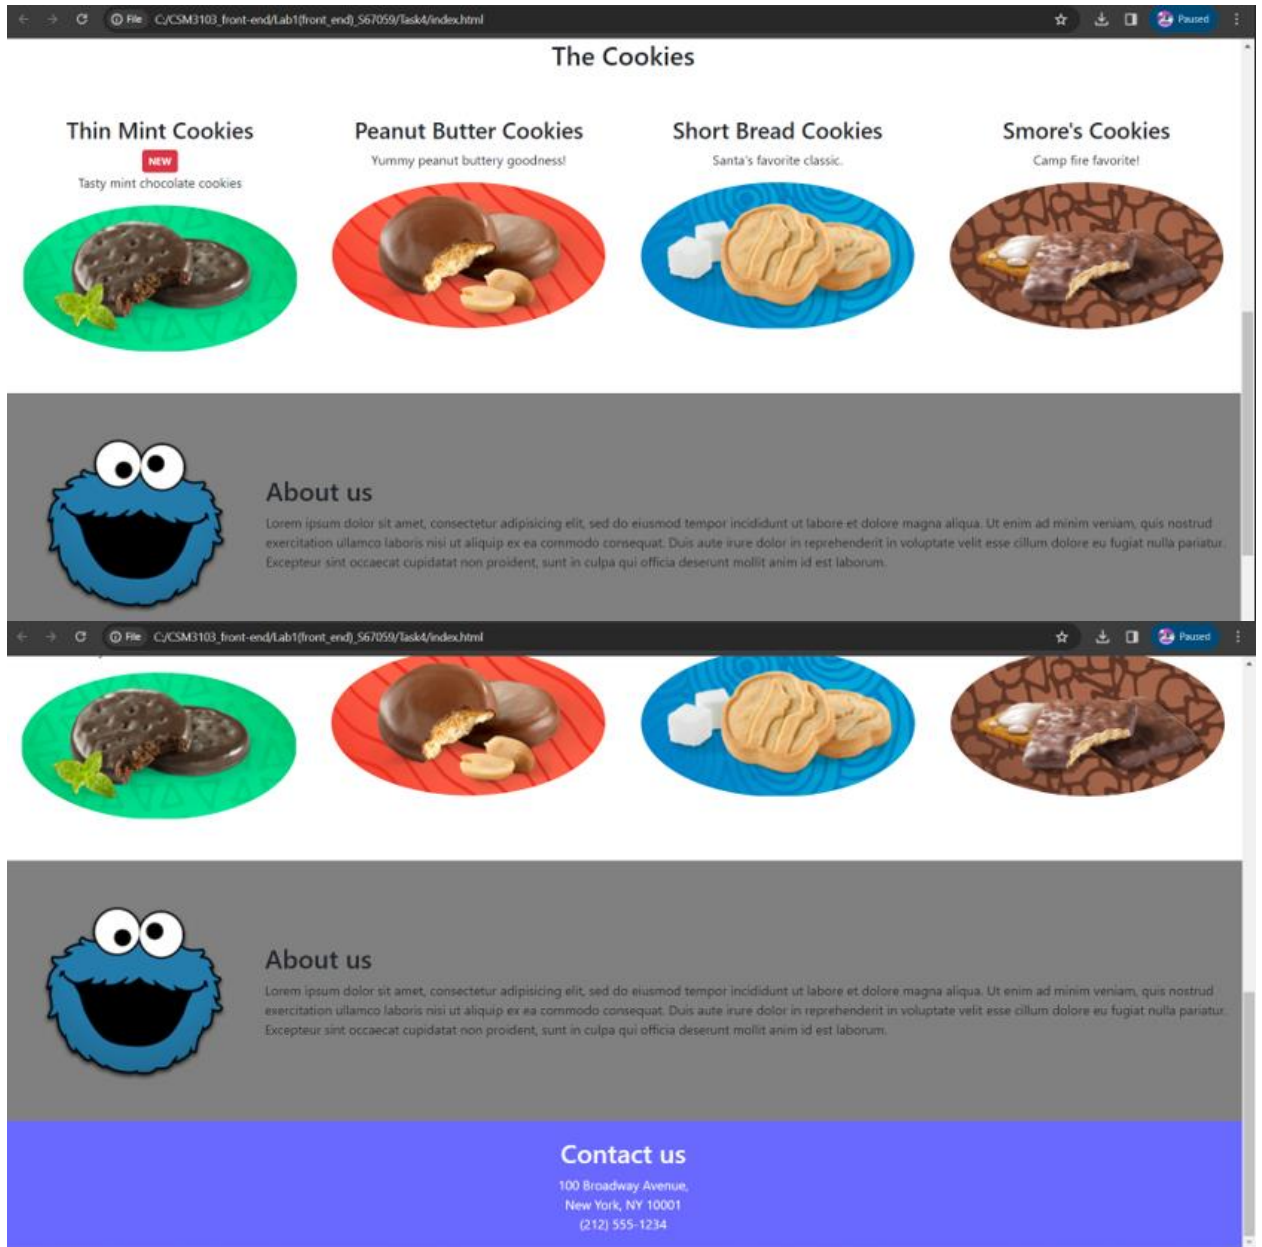 File C:/CSM3103_front-end/Lab1(front_end)_S67059/Task4/index.html Paused
The Cookies
Thin Mint Cookies
NEW
Tasty mint chocolate cookies
Peanut Butter Cookies
Yummy peanut buttery goodness!
Short Bread Cookies
Santa's favorite classic.
Smore's Cookies
Camp fire favorite!
About us
Lorem ipsum dolor sit amet, consectetur adipisicing elit, sed do eiusmod tempor incididunt ut labore et dolore magna aliqua. Ut enim ad minim veniam, quis nostrud
exercitation ullamco laboris nisi ut aliquip ex ea commodo consequat. Duis aute irure dolor in reprehenderit in voluptate velit esse cillum dolore eu fugiat nulla pariatur.
Excepteur sint occaecat cupidatat non proident, sunt in culpa qui officia deserunt mollit anim id est laborum.
File C:/CSM3103_front-end/Lab1(front_end)_S67059/Task4/index.html Paused
About us
Lorem ipsum dolor sit amet, consectetur adipisicing elit, sed do eiusmod tempor incididunt ut labore et dolore magna aliqua. Ut enim ad minim veniam, quis nostrud
exercitation ullamco laboris nisi ut aliquip ex ea commodo consequat. Duis aute irure dolor in reprehenderit in voluptate velit esse cillum dolore eu fugiat nulla pariatur.
Excepteur sint occaecat cupidatat non proident, sunt in culpa qui officia deserunt mollit anim id est laborum.
Contact us
100 Broadway Avenue,
New York, NY 10001
(212) 555-1234